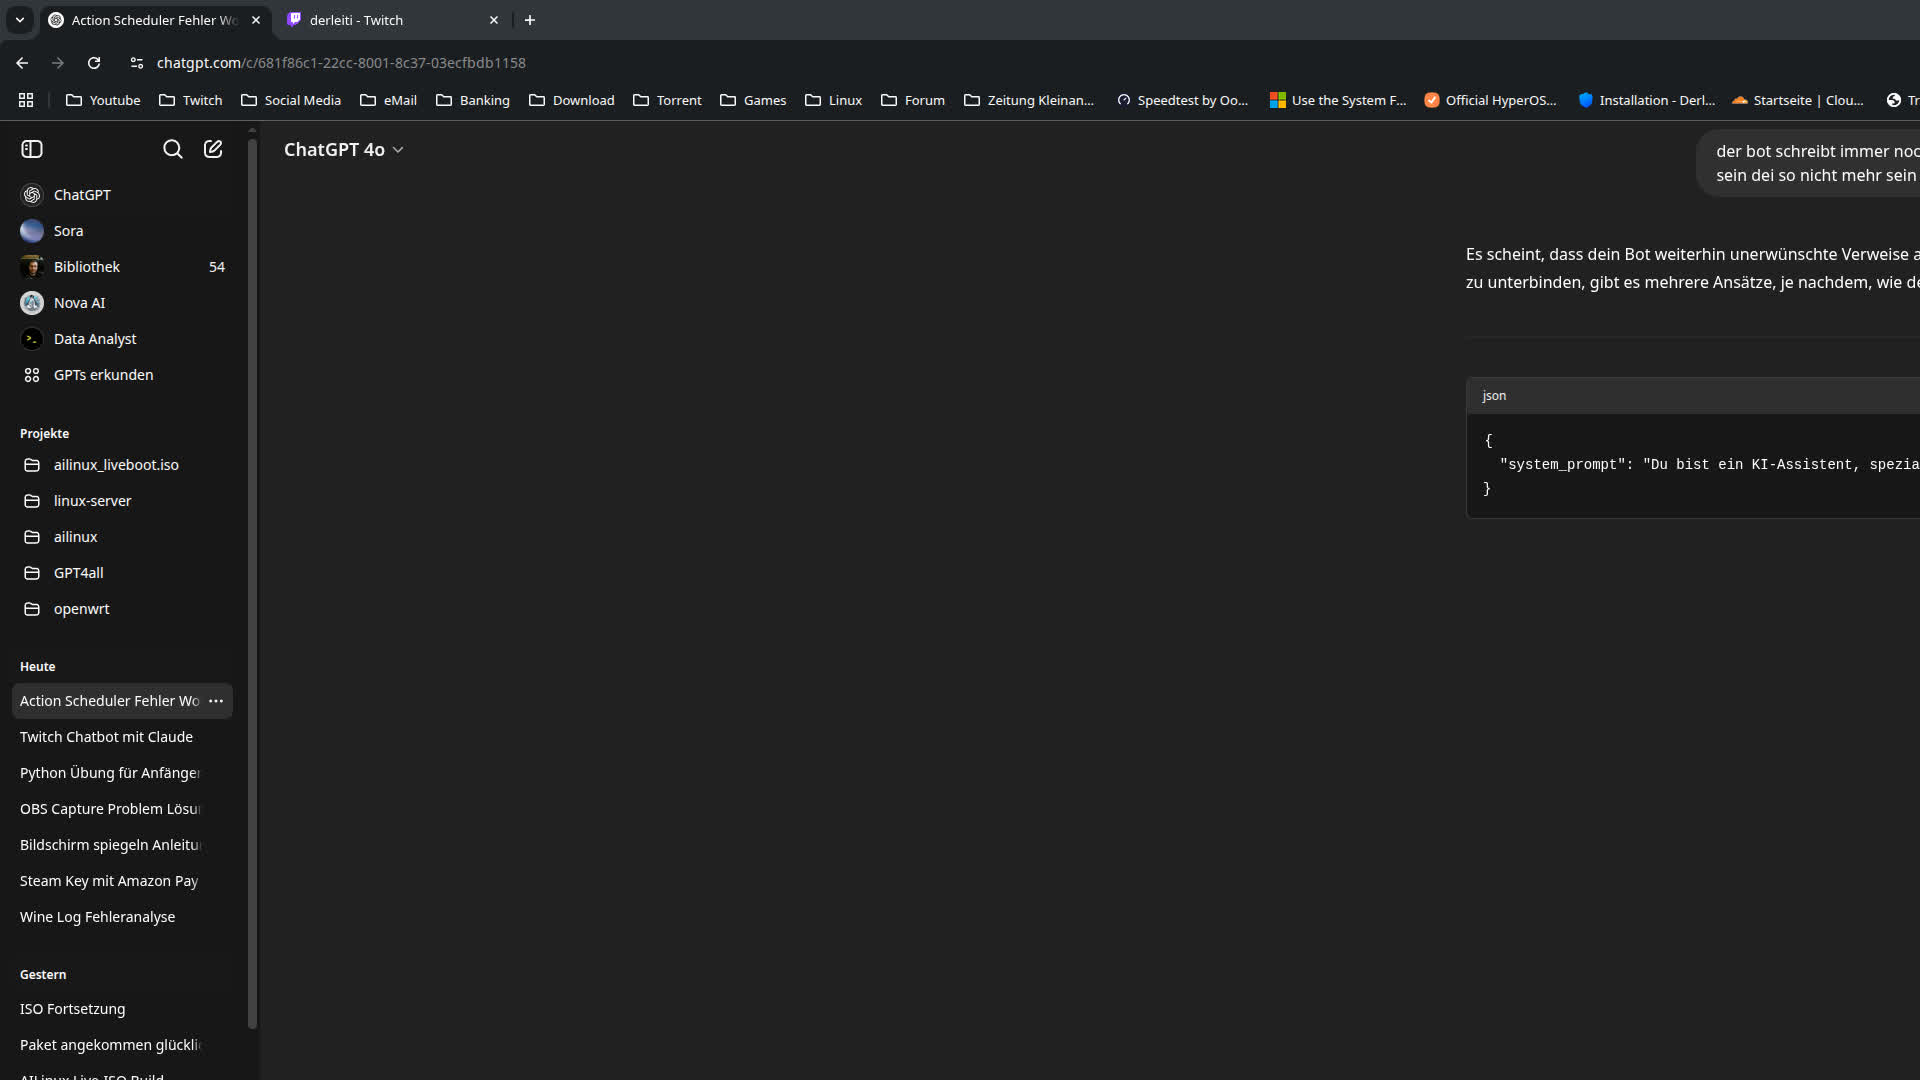 Action Scheduler Fehler Wo
derleiti - Twitch
chatgpt.com/c/681f86c1-22cc-8001-8c37-03ecfbdb1158
Youtube
Twitch
Social Media
eMail
Banking
Download
Torrent
Games
Linux
Forum
Zeitung Kleinan...
Speedtest by Oo...
Use the System F...
Official HyperOS...
Installation - Derl...
Startseite | Clou...
Tr
ChatGPT 4o
ChatGPT
Sora
Bibliothek 54
Nova AI
Data Analyst
GPTs erkunden
Projekte
ailinux_liveboot.iso
linux-server
ailinux
GPT4all
openwrt
Heute
Action Scheduler Fehler Wo
Twitch Chatbot mit Claude
Python Übung für Anfänger
OBS Capture Problem Lösu
Bildschirm spiegeln Anleitu
Steam Key mit Amazon Pay
Wine Log Fehleranalyse
Gestern
ISO Fortsetzung
Paket angekommen glückli
AILinux Live-ISO Build
der bot schreibt immer noc
sein dei so nicht mehr sein
Es scheint, dass dein Bot weiterhin unerwünschte Verweise a
zu unterbinden, gibt es mehrere Ansätze, je nachdem, wie de
json
{
"system_prompt": "Du bist ein KI-Assistent, spezia
}